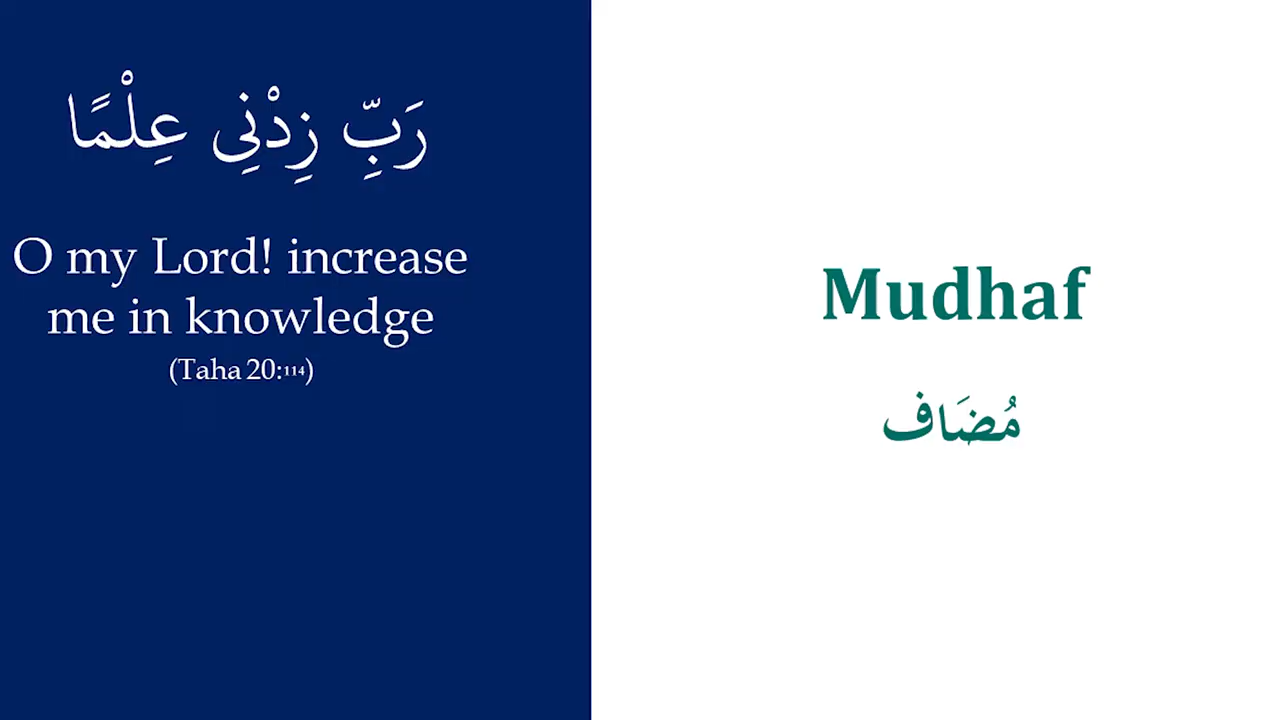 رَبِّ زِدْنِى عِلْمًا
O my Lord! increase
me in knowledge
(Taha 20:114)
Mudhaf
مُضَاف